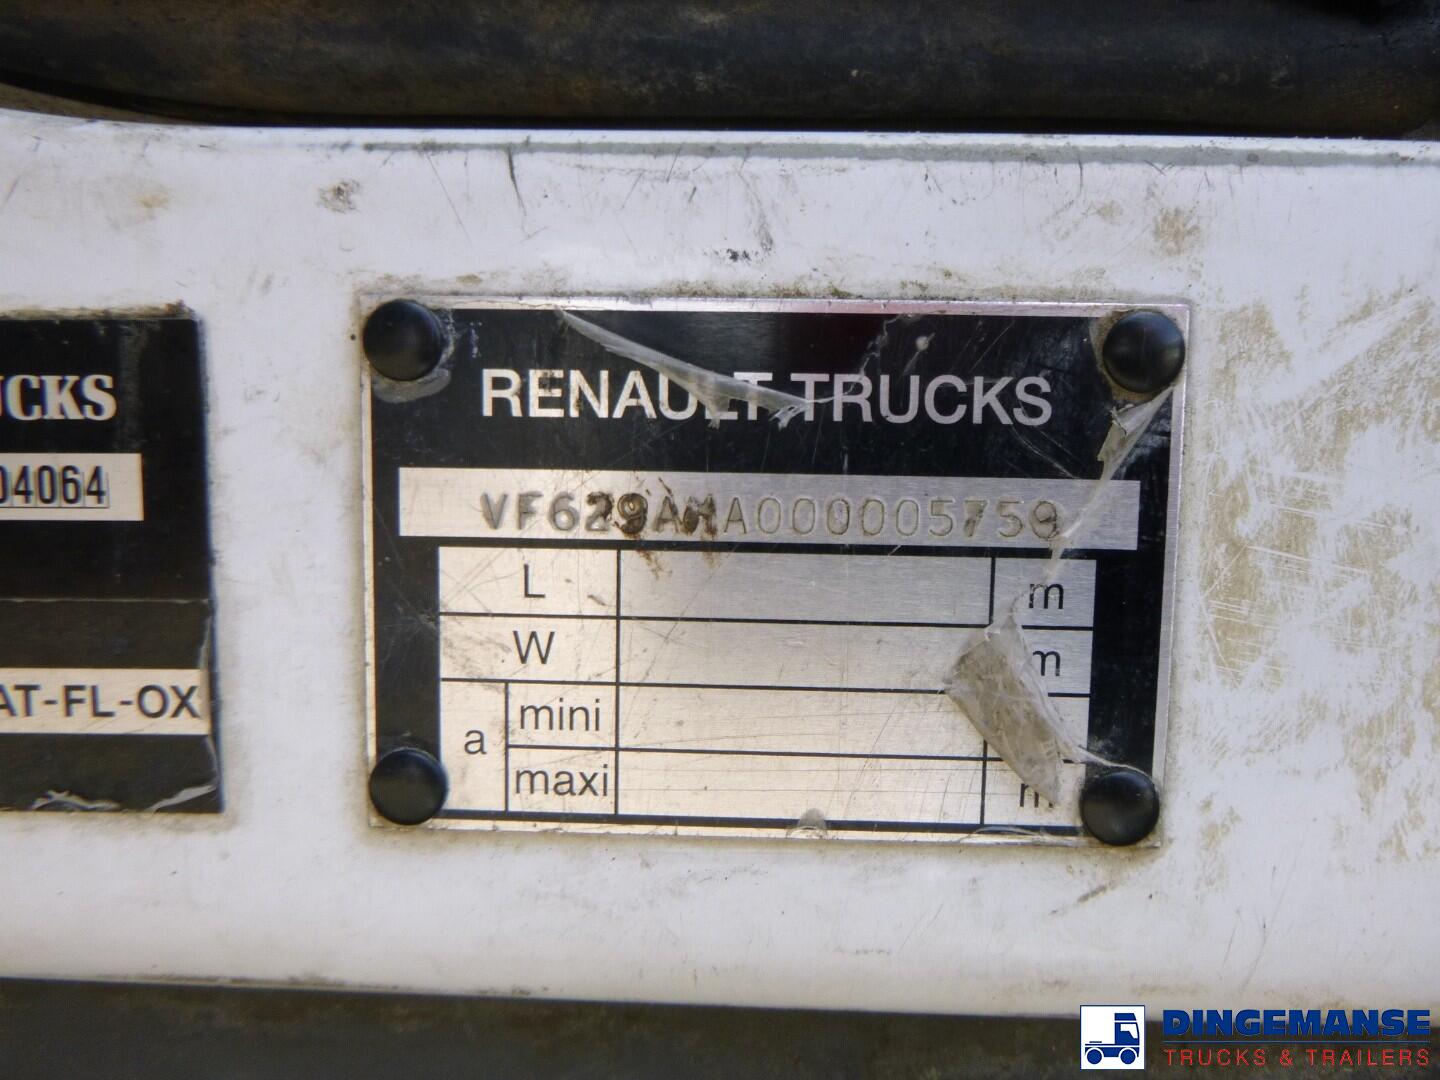 UCKS
04064
AT-FL-OX
RENAULT TRUCKS
VF629AMA000005759
L m
W m
a mini
maxi m
DINGEMANSE
TRUCKS & TRAILERS